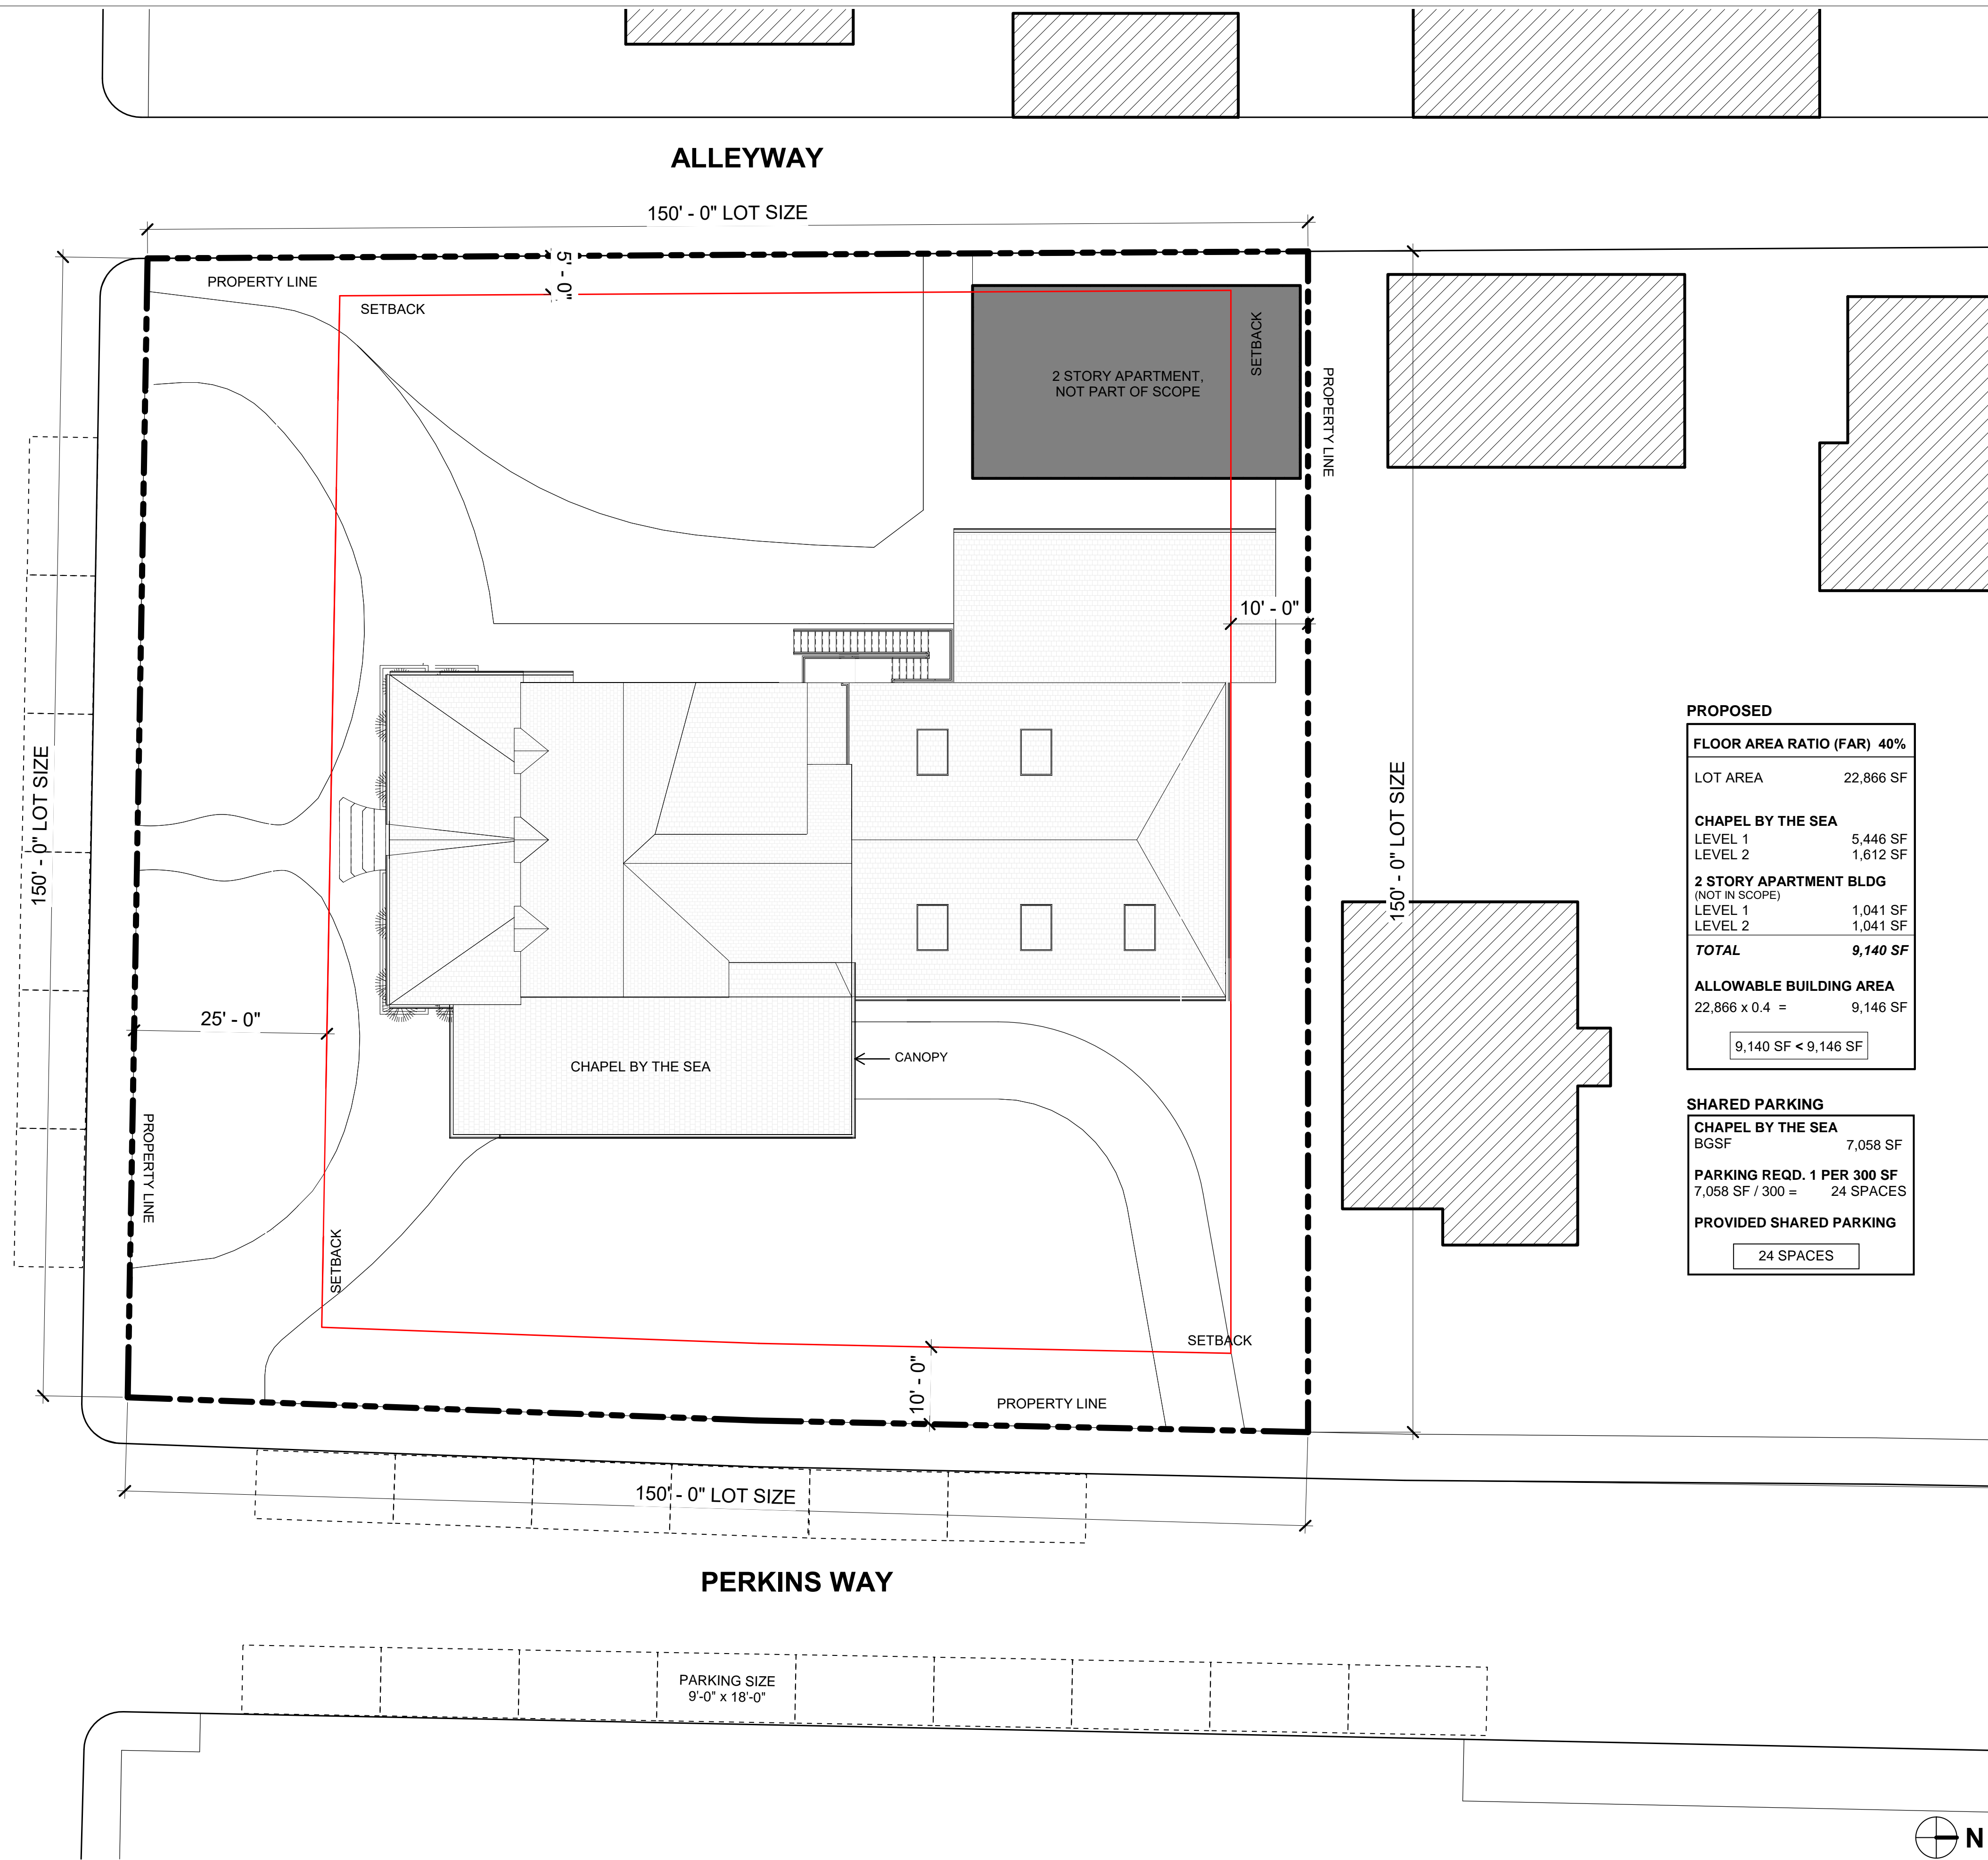 ALLEYWAY
150' - 0" LOT SIZE
5' - 0"
PROPERTY LINE
SETBACK
SETBACK
2 STORY APARTMENT,
NOT PART OF SCOPE
PROPERTY LINE
10' - 0"
150' - 0" LOT SIZE
150' - 0" LOT SIZE
25' - 0"
CHAPEL BY THE SEA
CANOPY
PROPERTY LINE
SETBACK
SETBACK
10' - 0"
PROPERTY LINE
150' - 0" LOT SIZE
PERKINS WAY
PARKING SIZE
9'-0" x 18'-0"
PROPOSED
FLOOR AREA RATIO (FAR) 40%
LOT AREA 22,866 SF
CHAPEL BY THE SEA
LEVEL 1 5,446 SF
LEVEL 2 1,612 SF
2 STORY APARTMENT BLDG
(NOT IN SCOPE)
LEVEL 1 1,041 SF
LEVEL 2 1,041 SF
TOTAL 9,140 SF
ALLOWABLE BUILDING AREA
22,866 x 0.4 = 9,146 SF
9,140 SF < 9,146 SF
SHARED PARKING
CHAPEL BY THE SEA
BGSF 7,058 SF
PARKING REQD. 1 PER 300 SF
7,058 SF / 300 = 24 SPACES
PROVIDED SHARED PARKING
24 SPACES
N